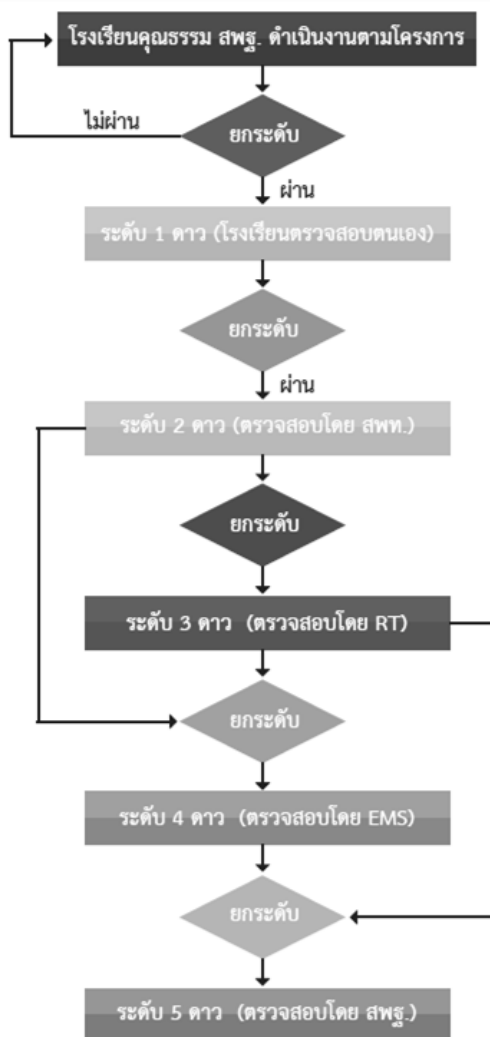 โรงเรียนคุณธรรม สพฐ. ดำเนินงานตามโครงการ
ไม่ผ่าน
ยกระดับ
ผ่าน
ระดับ 1 ดาว (โรงเรียนตรวจสอบตนเอง)
ยกระดับ
ผ่าน
ระดับ 2 ดาว (ตรวจสอบโดย สพท.)
ยกระดับ
ระดับ 3 ดาว (ตรวจสอบโดย RT)
ยกระดับ
ระดับ 4 ดาว (ตรวจสอบโดย EMS)
ยกระดับ
ระดับ 5 ดาว (ตรวจสอบโดย สพฐ.)